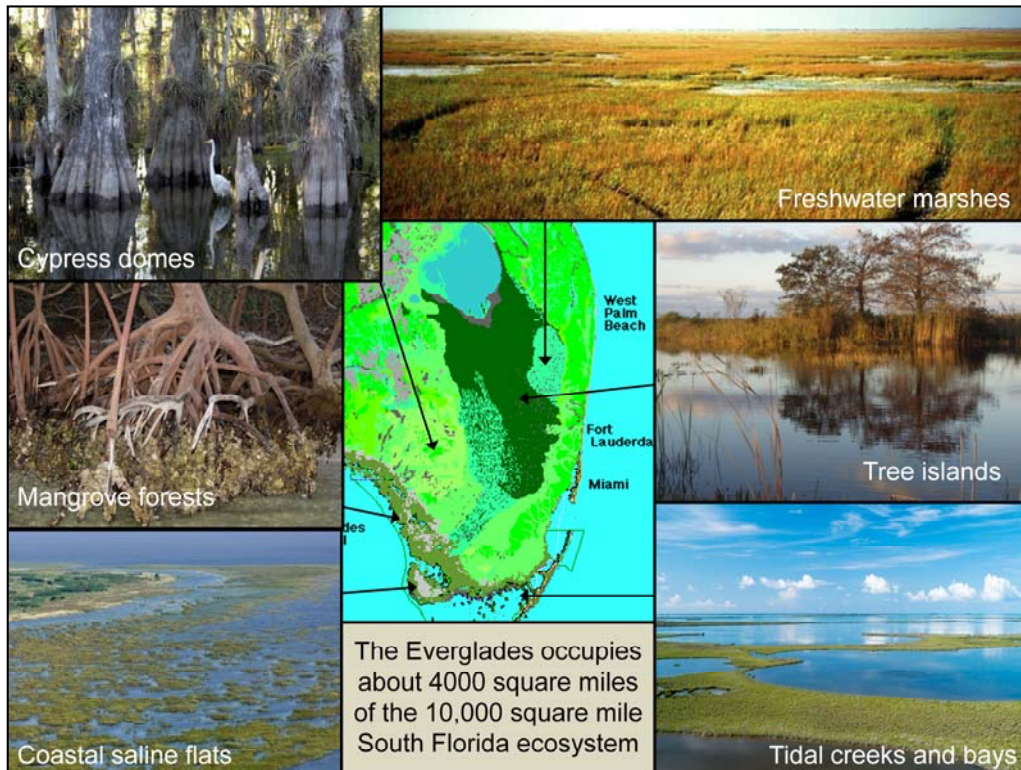 Cypress domes
Freshwater marshes
Mangrove forests
West
Palm
Beach
Fort
Lauderda
Miami
des
Tree islands
Coastal saline flats
The Everglades occupies
about 4000 square miles
of the 10,000 square mile
South Florida ecosystem
Tidal creeks and bays